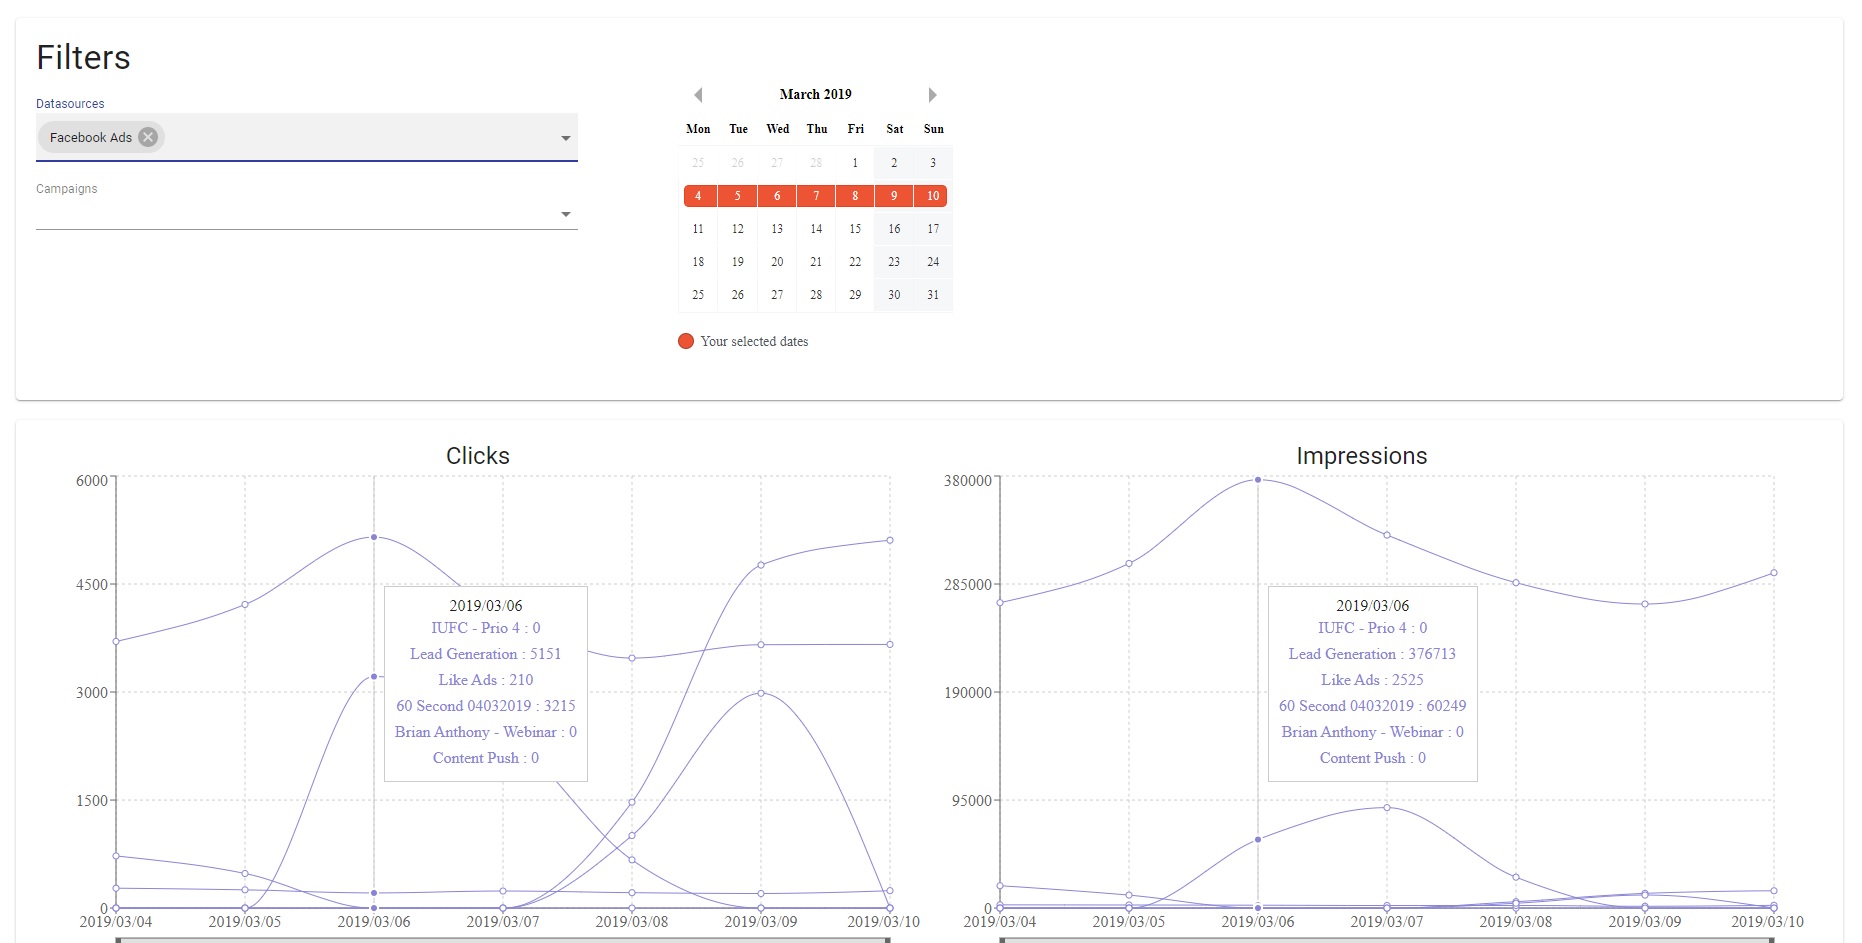 Filters
Datasources
Facebook Ads
Campaigns
March 2019
Mon Tue Wed Thu Fri Sat Sun
25 26 27 28 1 2 3
4 5 6 7 8 9 10
11 12 13 14 15 16 17
18 19 20 21 22 23 24
25 26 27 28 29 30 31
Your selected dates
Clicks
6000
4500
3000
1500
0
2019/03/06
IUFC - Prio 4 : 0
Lead Generation : 5151
Like Ads : 210
60 Second 04032019 : 3215
Brian Anthony - Webinar : 0
Content Push : 0
2019/03/04 2019/03/05 2019/03/06 2019/03/07 2019/03/08 2019/03/09 2019/03/10
Impressions
380000
285000
190000
95000
0
2019/03/06
IUFC - Prio 4 : 0
Lead Generation : 376713
Like Ads : 2525
60 Second 04032019 : 60249
Brian Anthony - Webinar : 0
Content Push : 0
2019/03/04 2019/03/05 2019/03/06 2019/03/07 2019/03/08 2019/03/09 2019/03/10